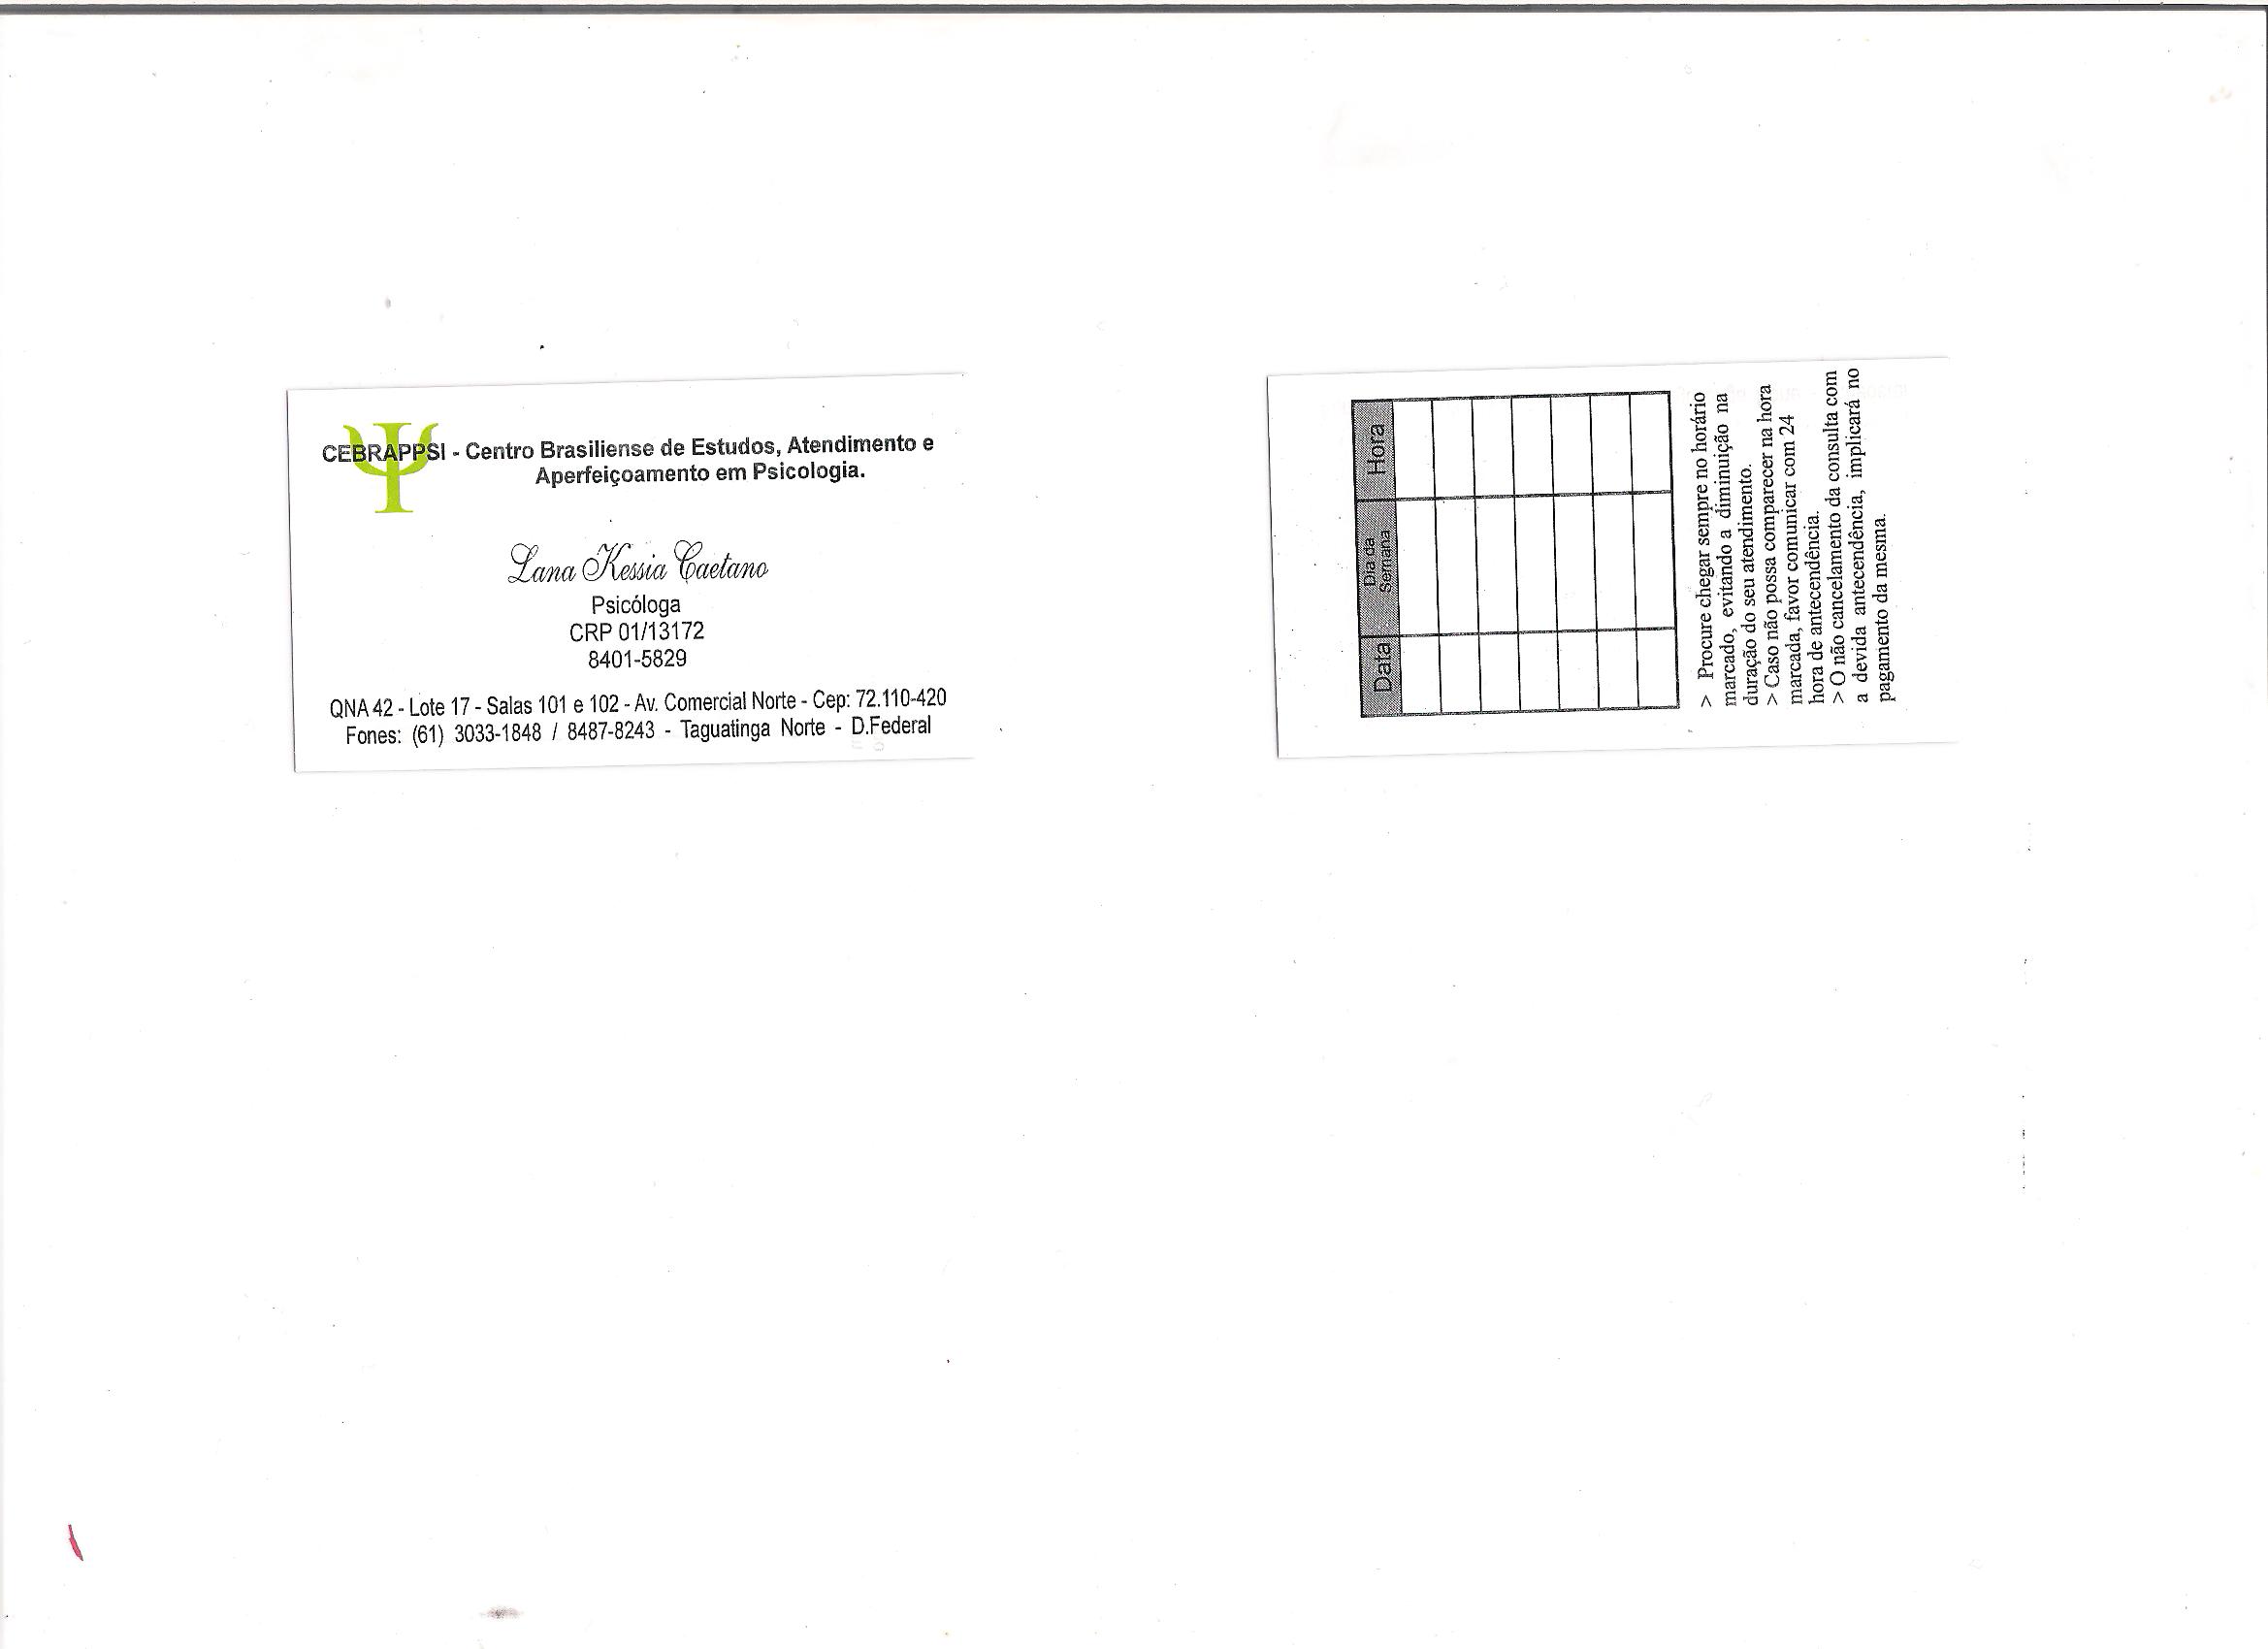 CEBRAPPSI - Centro Brasiliense de Estudos, Atendimento e
Aperfeiçoamento em Psicologia.
Lana Kessia Caetano
Psicóloga
CRP 01/13172
8401-5829
QNA 42 - Lote 17 - Salas 101 e 102 - Av. Comercial Norte - Cep: 72.110-420
Fones: (61) 3033-1848 / 8487-8243 - Taguatinga Norte - D.Federal
Data Dia da Semana Hora
> Procure chegar sempre no horário
marcado, evitando a diminuição na
duração do seu atendimento.
> Caso não possa comparecer na hora
marcada, favor comunicar com 24
hora de antecendência.
> O não cancelamento da consulta com
a devida antecendência, implicará no
pagamento da mesma.